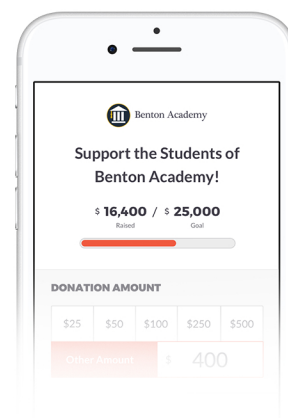 Benton Academy
Support the Students of
Benton Academy!
$ 16,400 / $ 25,000
Raised Goal
DONATION AMOUNT
$25 $50 $100 $250 $500
Other Amount $ 400